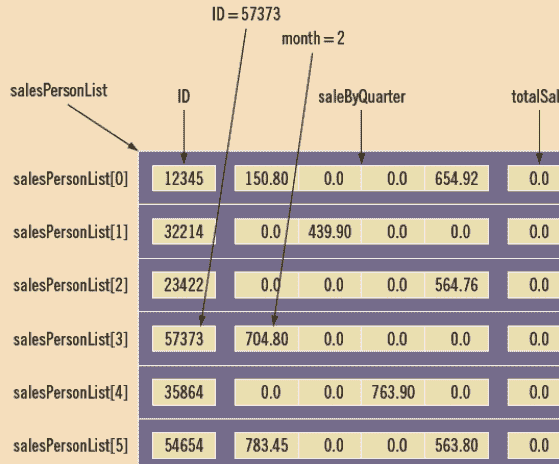 ID = 57373
month = 2
salesPersonList ID saleByQuarter totalSal
salesPersonList[0] 12345 150.80 0.0 0.0 654.92 0.0
salesPersonList[1] 32214 0.0 439.90 0.0 0.0 0.0
salesPersonList[2] 23422 0.0 0.0 0.0 564.76 0.0
salesPersonList[3] 57373 704.80 0.0 0.0 0.0 0.0
salesPersonList[4] 35864 0.0 0.0 763.90 0.0 0.0
salesPersonList[5] 54654 783.45 0.0 0.0 563.80 0.0